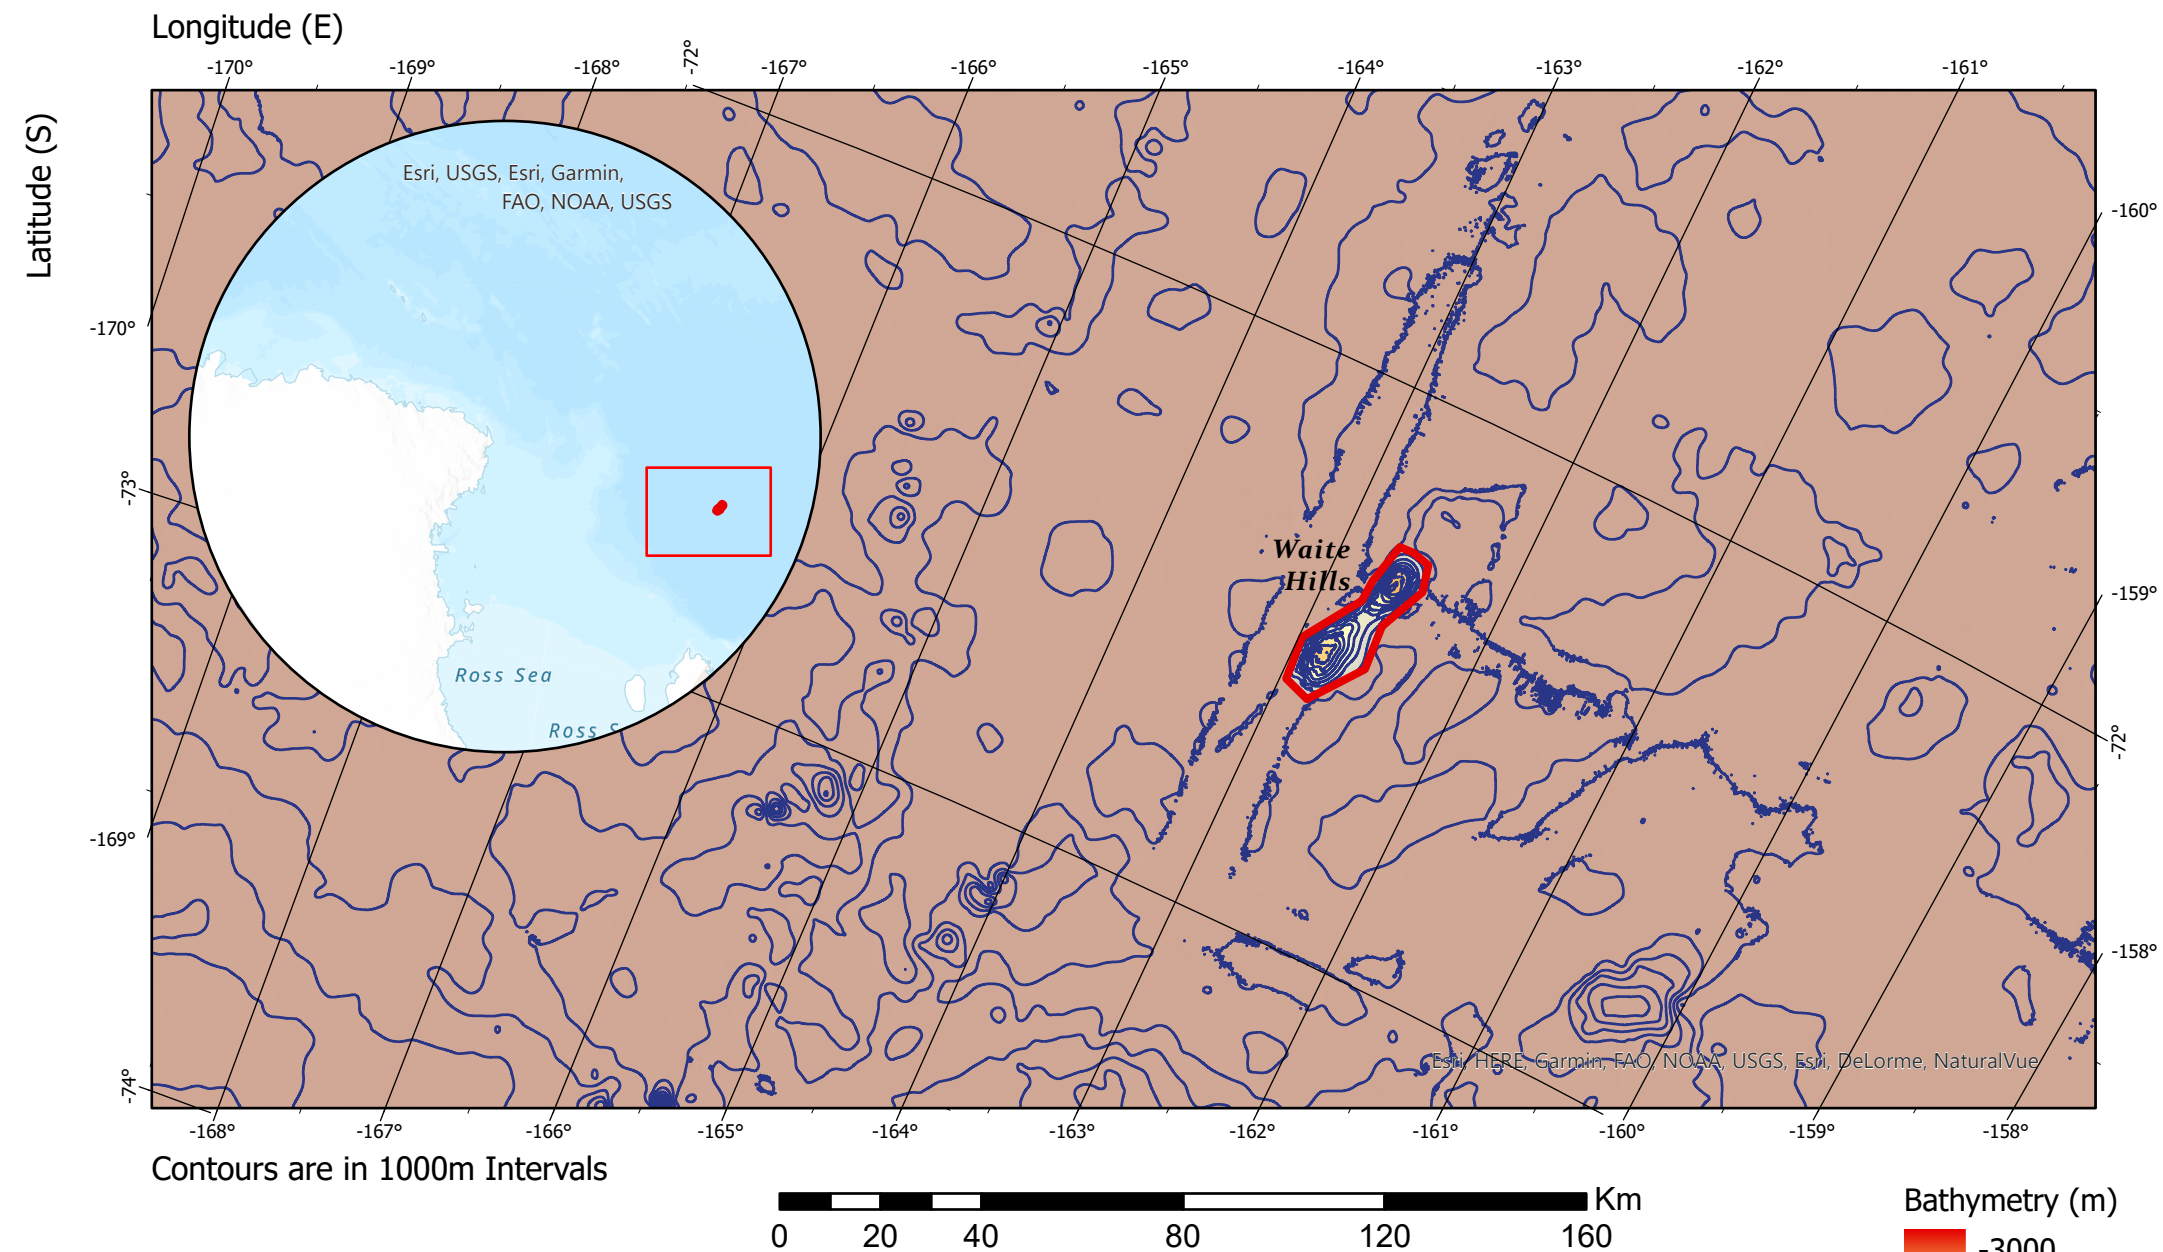 Longitude (E)
-170° -169° -168° -72° -167° -166° -165° -164° -163° -162° -161°
Latitude (S)
Esri, USGS, Esri, Garmin,
FAO, NOAA, USGS
-160°
-170°
-73°
Waite
Hills
-159°
Ross Sea
Ross S
-72°
-169°
-158°
Esri, HERE, Garmin, FAO, NOAA, USGS, Esri, DeLorme, NaturalVue
-74°
-168° -167° -166° -165° -164° -163° -162° -161° -160° -159° -158°
Contours are in 1000m Intervals
Km
0 20 40 80 120 160
Bathymetry (m)
-3000